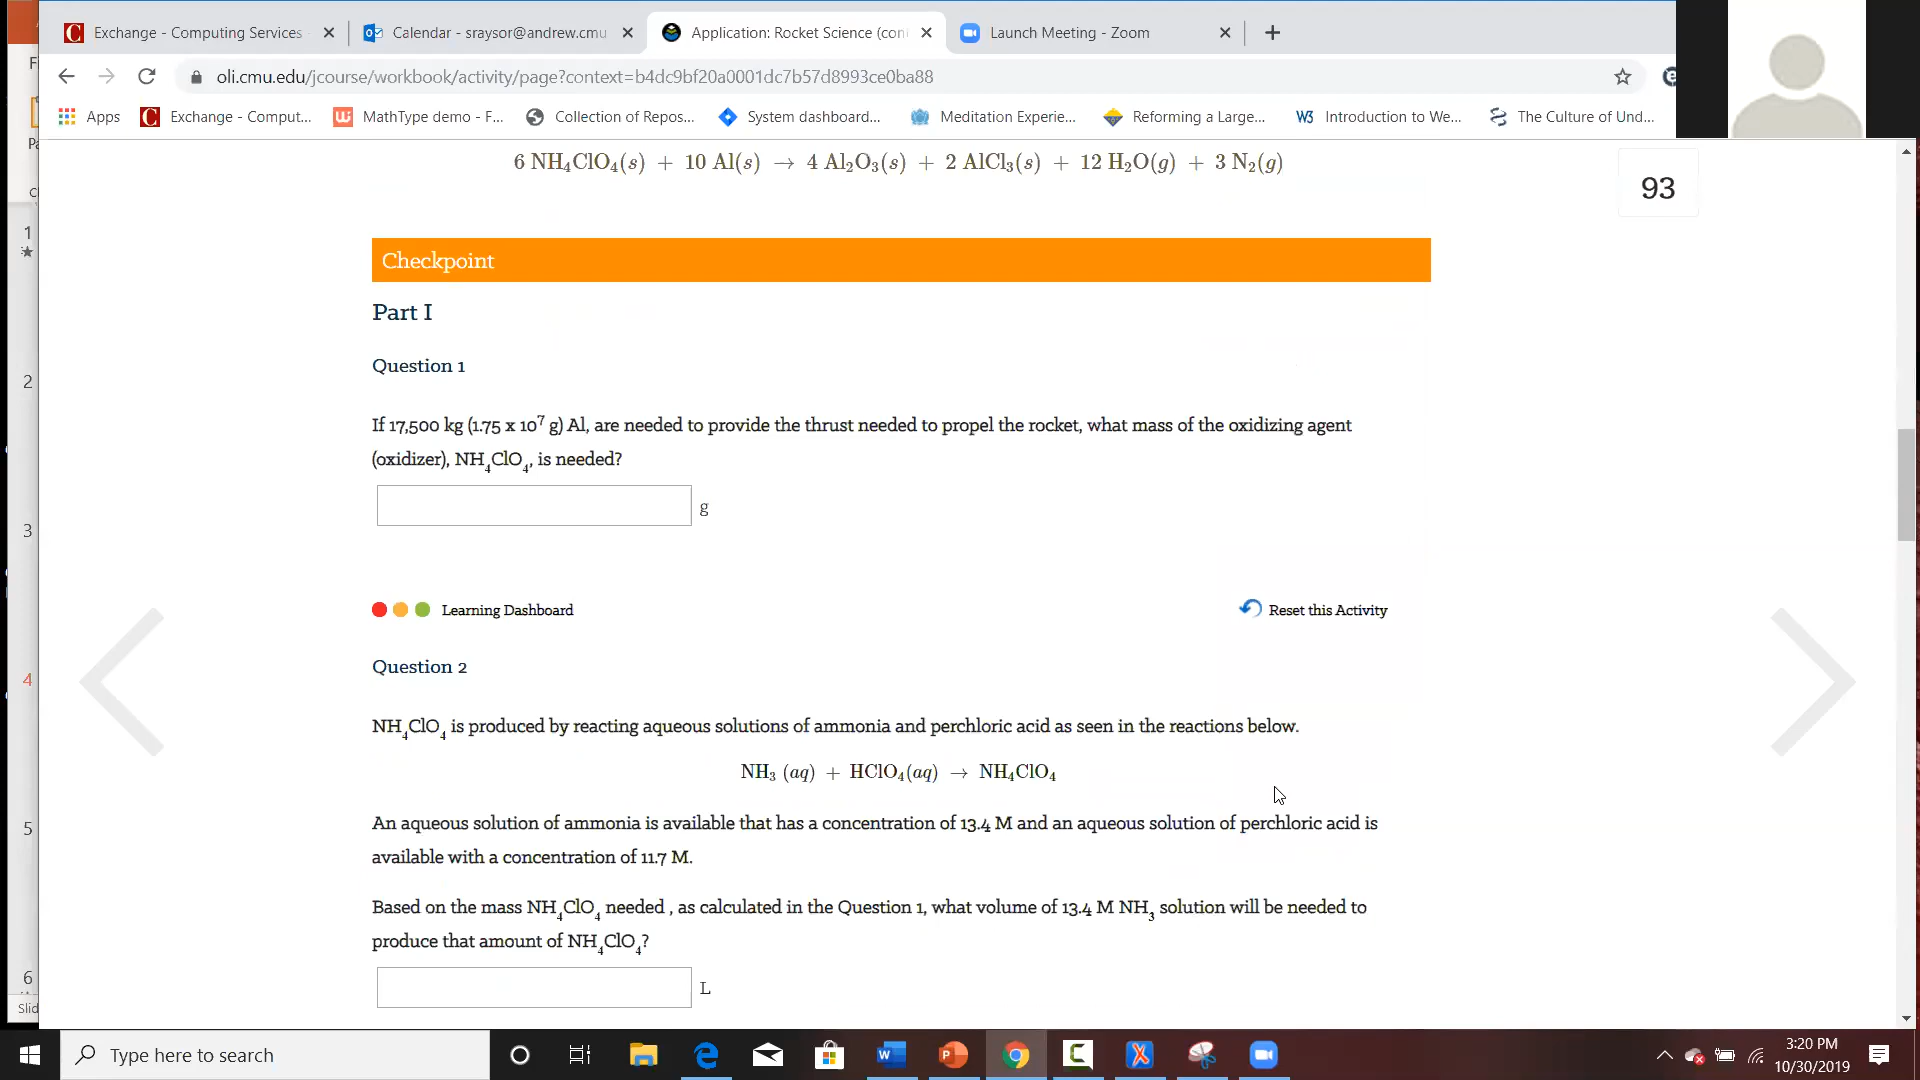 Exchange - Computing Services
Calendar - sraysor@andrew.cmu
Application: Rocket Science (con
Launch Meeting - Zoom
oli.cmu.edu/jcourse/workbook/activity/page?context=b4dc9bf20a0001dc7b57d8993ce0ba88
Apps
Exchange - Comput...
MathType demo - F...
Collection of Repos...
System dashboard...
Meditation Experie...
Reforming a Large...
W3 Introduction to We...
The Culture of Und...
6 NH₄ClO₄(s) + 10 Al(s) → 4 Al₂O₃(s) + 2 AlCl₃(s) + 12 H₂O(g) + 3 N₂(g)
93
Checkpoint
Part I
Question 1
If 17,500 kg (1.75 x 10⁷ g) Al, are needed to provide the thrust needed to propel the rocket, what mass of the oxidizing agent
(oxidizer), NH₄ClO₄, is needed?
g
Learning Dashboard
Reset this Activity
Question 2
NH₄ClO₄ is produced by reacting aqueous solutions of ammonia and perchloric acid as seen in the reactions below.
NH₃ (aq) + HClO₄(aq) → NH₄ClO₄
An aqueous solution of ammonia is available that has a concentration of 13.4 M and an aqueous solution of perchloric acid is
available with a concentration of 11.7 M.
Based on the mass NH₄ClO₄ needed , as calculated in the Question 1, what volume of 13.4 M NH₃ solution will be needed to
produce that amount of NH₄ClO₄?
L
1
2
3
4
5
6
Slid
Type here to search
3:20 PM
10/30/2019